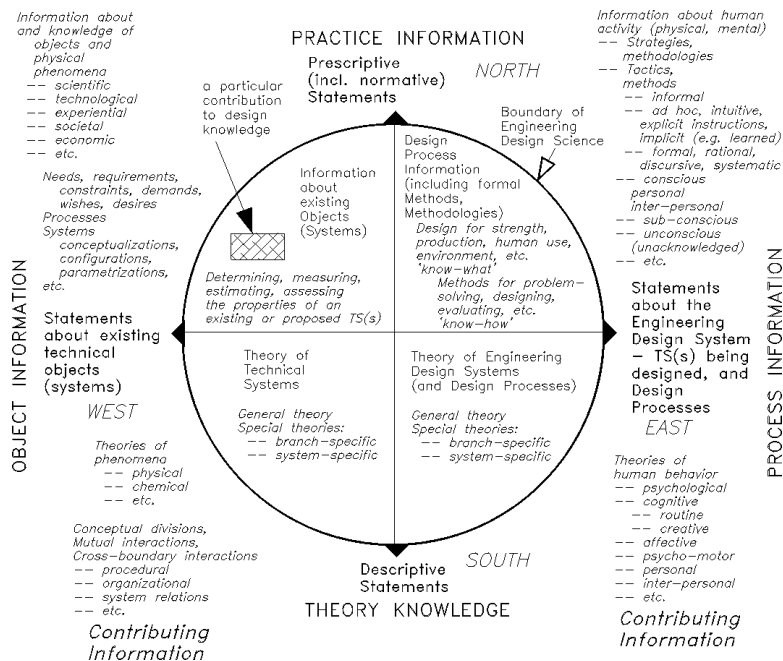 Information about
and knowledge of
objects and
physical
phenomena
-- scientific
-- technological
-- experiential
-- societal
-- economic
-- etc.
Needs, requirements,
constraints, demands,
wishes, desires
Processes
Systems
conceptualizations,
configurations,
parametrizations,
etc.
PRACTICE INFORMATION
Prescriptive
(incl. normative)
Statements
NORTH
a particular
contribution
to design
knowledge
Boundary of
Engineering
Design Science
Information about human
activity (physical, mental)
-- Strategies,
methodologies
-- Tactics,
methods
-- informal
-- ad hoc, intuitive,
explicit instructions,
implicit (e.g. learned)
-- formal, rational,
discursive, systematic
-- conscious
personal
inter-personal
-- sub-conscious
-- unconscious
(unacknowledged)
-- etc.
Information
about
existing
Objects
(Systems)
Determining, measuring,
estimating, assessing
the properties of an
existing or proposed TS(s)
Design
Process
Information
(including formal
Methods,
Methodologies)
Design for strength,
production, human use,
environment, etc.
'know-what'
Methods for problem-
solving, designing,
evaluating, etc.
'know-how'
OBJECT INFORMATION
Statements
about existing
technical
objects
(systems)
WEST
Statements
about the
Engineering
Design System
- TS(s) being
designed, and
Design
Processes
EAST
PROCESS INFORMATION
Theory of
Technical
Systems
General theory
Special theories:
-- branch-specific
-- system-specific
Theory of Engineering
Design Systems
(and Design Processes)
General theory
Special theories:
-- branch-specific
-- system-specific
Theories of
phenomena
-- physical
-- chemical
-- etc.
Conceptual divisions,
Mutual interactions,
Cross-boundary interactions
-- procedural
-- organizational
-- system relations
-- etc.
Contributing
Information
SOUTH
Descriptive
Statements
THEORY KNOWLEDGE
Theories of
human behavior
-- psychological
-- cognitive
-- routine
-- creative
-- affective
-- psycho-motor
-- personal
-- inter-personal
-- etc.
Contributing
Information